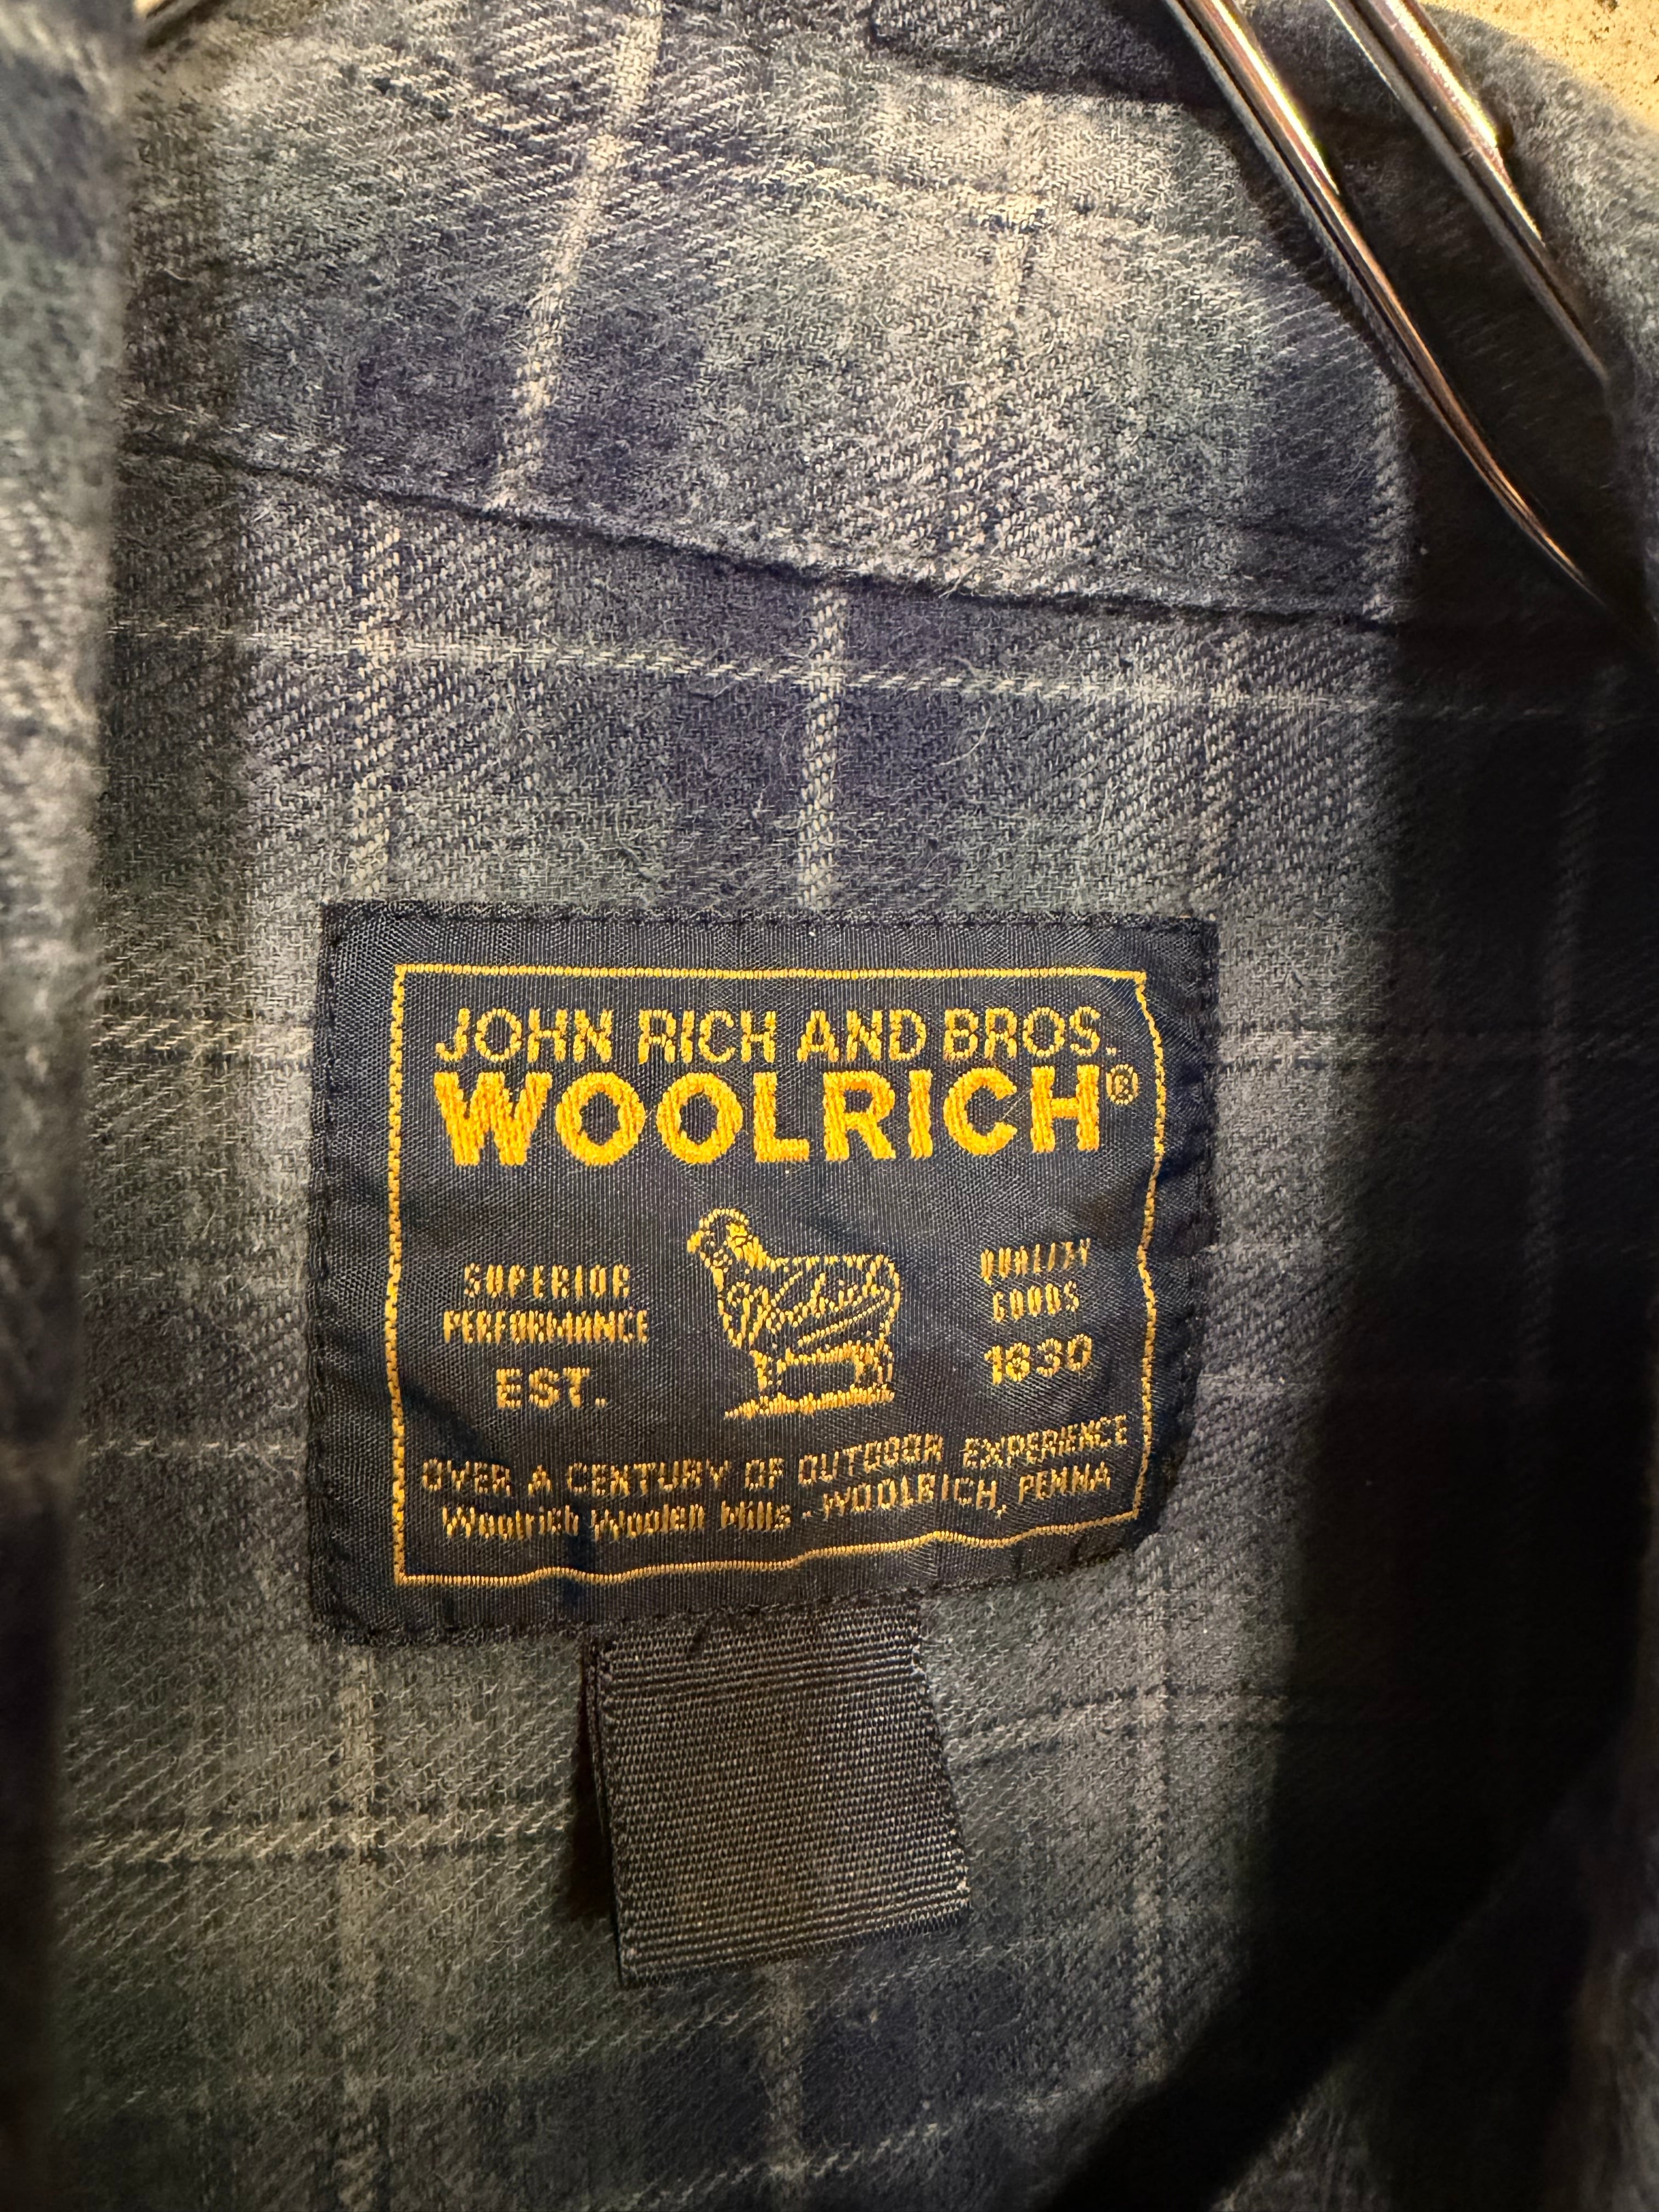 JOHN RICH AND BROS.
WOOLRICH®
SUPERIOR
PERFORMANCE
EST.
Woolrich
QUALITY
GOODS
1830
OVER A CENTURY OF OUTDOOR EXPERIENCE
Woolrich Woolen Mills - WOOLRICH, PENNA